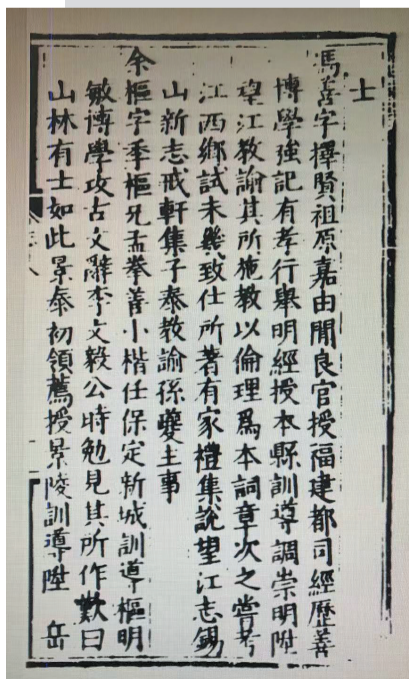 士
馮善字擇賢祖原嘉由閒良官授福建都司經歷善
博學強記有孝行舉明經授本縣訓導調崇明陞
望江教諭其所施教以倫理爲本詞章次之嘗考
江西鄉試未㡬致仕所著有家禮集說望江志錫
山新志戒軒集子泰教諭孫夔主事
余樞字季樞兄孟拳善小楷任保定新城訓導樞明
敏博學攻古文辭李文毅公時勉見其所作歎曰
山林有士如此景泰初領薦授景陵訓導陞岳